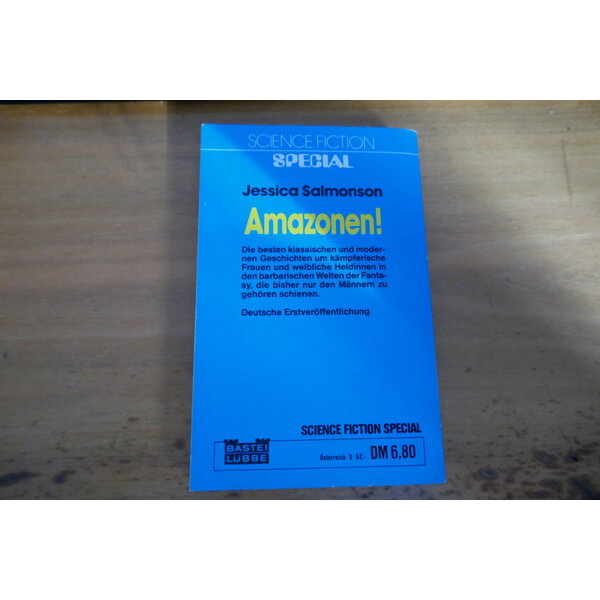 SCIENCE FICTION
SPECIAL
Jessica Salmonson
Amazonen!
Die besten klassischen und moder-
nen Geschichten um kämpferische
Frauen und weibliche Heldinnen in
den barbarischen Welten der Fanta-
sy, die bisher nur den Männern zu
gehören schienen.
Deutsche Erstveröffentlichung
SCIENCE FICTION SPECIAL
BASTEI
LÜBBE
Österreich S 52,- DM 6,80